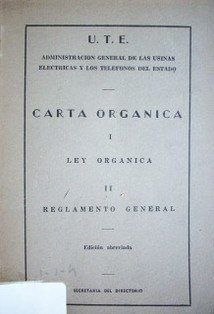 U. T. E.
ADMINISTRACION GENERAL DE LAS USINAS
ELECTRICAS Y LOS TELEFONOS DEL ESTADO
CARTA ORGANICA
I
LEY ORGANICA
II
REGLAMENTO GENERAL
Edición abreviada
SECRETARIA DEL DIRECTORIO